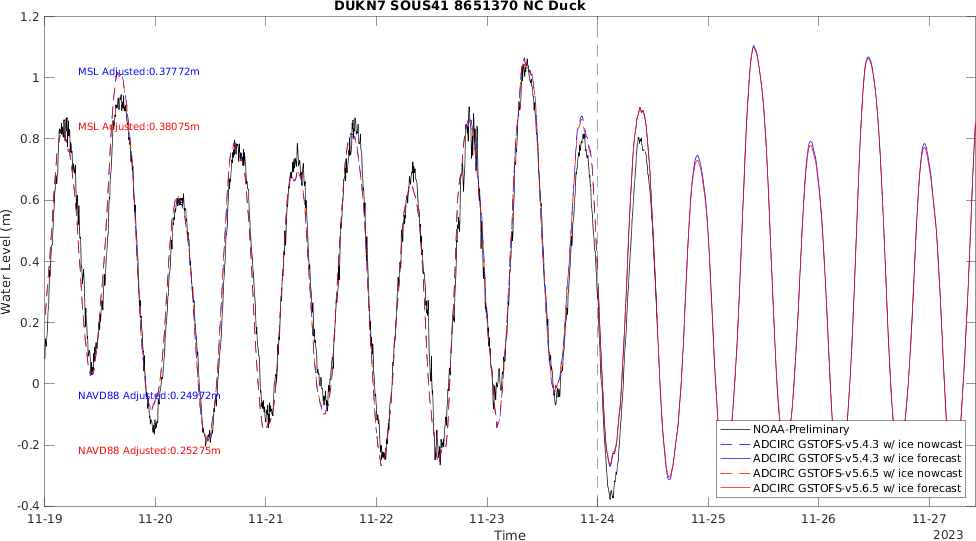 DUKN7 SOUS41 8651370 NC Duck
1.2
1
0.8
0.6
0.4
0.2
0
-0.2
-0.4
Water Level (m)
MSL Adjusted:0.37772m
MSL Adjusted:0.38075m
NAVD88 Adjusted:0.24972m
NAVD88 Adjusted:0.25275m
NOAA-Preliminary
ADCIRC GSTOFS-v5.4.3 w/ ice nowcast
ADCIRC GSTOFS-v5.4.3 w/ ice forecast
ADCIRC GSTOFS-v5.6.5 w/ ice nowcast
ADCIRC GSTOFS-v5.6.5 w/ ice forecast
11-19
11-20
11-21
11-22
11-23
11-24
11-25
11-26
11-27
Time
2023